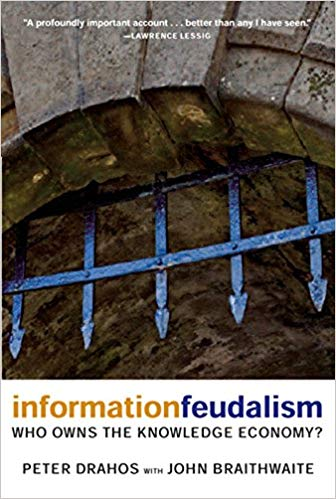 "A profoundly important account . . . better than any I have seen."
—LAWRENCE LESSIG
informationfeudalism
WHO OWNS THE KNOWLEDGE ECONOMY?
PETER DRAHOS WITH JOHN BRAITHWAITE